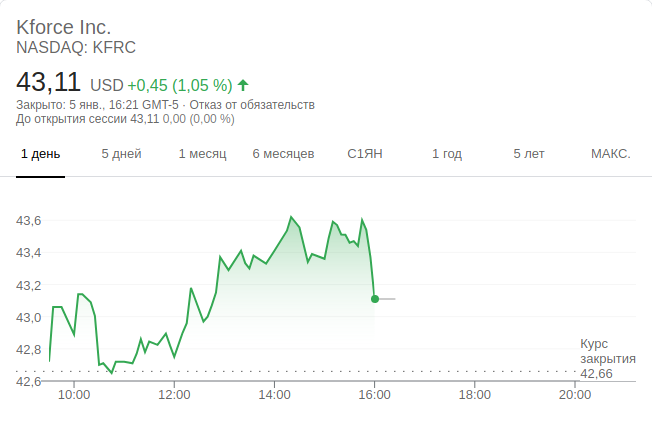 Kforce Inc.
NASDAQ: KFRC
43,11 USD +0,45 (1,05 %)
Закрыто: 5 янв., 16:21 GMT-5 · Отказ от обязательств
До открытия сессии 43,11 0,00 (0,00 %)
1 день 5 дней 1 месяц 6 месяцев С1ЯН 1 год 5 лет МАКС.
43,6
43,4
43,2
43,0
42,8
42,6
Курс
закрытия
42,66
10:00 12:00 14:00 16:00 18:00 20:00